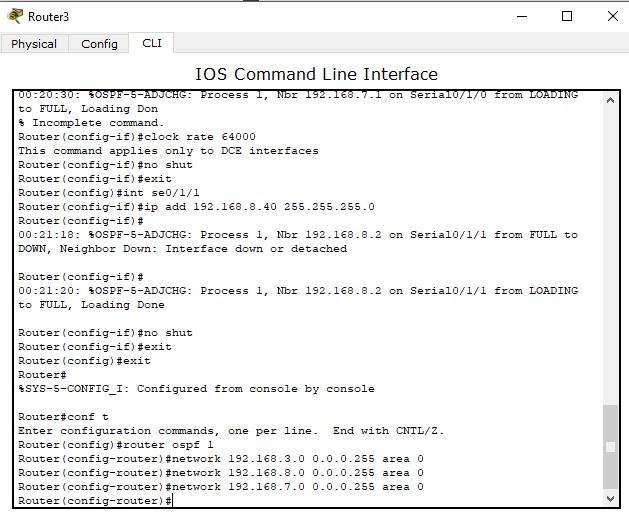 Router3
Physical Config CLI
IOS Command Line Interface
00:20:30: %OSPF-5-ADJCHG: Process 1, Nbr 192.168.7.1 on Serial0/1/0 from LOADING
to FULL, Loading Don
% Incomplete command.
Router(config-if)#clock rate 64000
This command applies only to DCE interfaces
Router(config-if)#no shut
Router(config-if)#exit
Router(config)#int se0/1/1
Router(config-if)#ip add 192.168.8.40 255.255.255.0
Router(config-if)#
00:21:18: %OSPF-5-ADJCHG: Process 1, Nbr 192.168.8.2 on Serial0/1/1 from FULL to
DOWN, Neighbor Down: Interface down or detached
Router(config-if)#
00:21:20: %OSPF-5-ADJCHG: Process 1, Nbr 192.168.8.2 on Serial0/1/1 from LOADING
to FULL, Loading Done
Router(config-if)#no shut
Router(config-if)#exit
Router(config)#exit
Router#
%SYS-5-CONFIG_I: Configured from console by console
Router#conf t
Enter configuration commands, one per line. End with CNTL/Z.
Router(config)#router ospf 1
Router(config-router)#network 192.168.3.0 0.0.0.255 area 0
Router(config-router)#network 192.168.8.0 0.0.0.255 area 0
Router(config-router)#network 192.168.7.0 0.0.0.255 area 0
Router(config-router)#